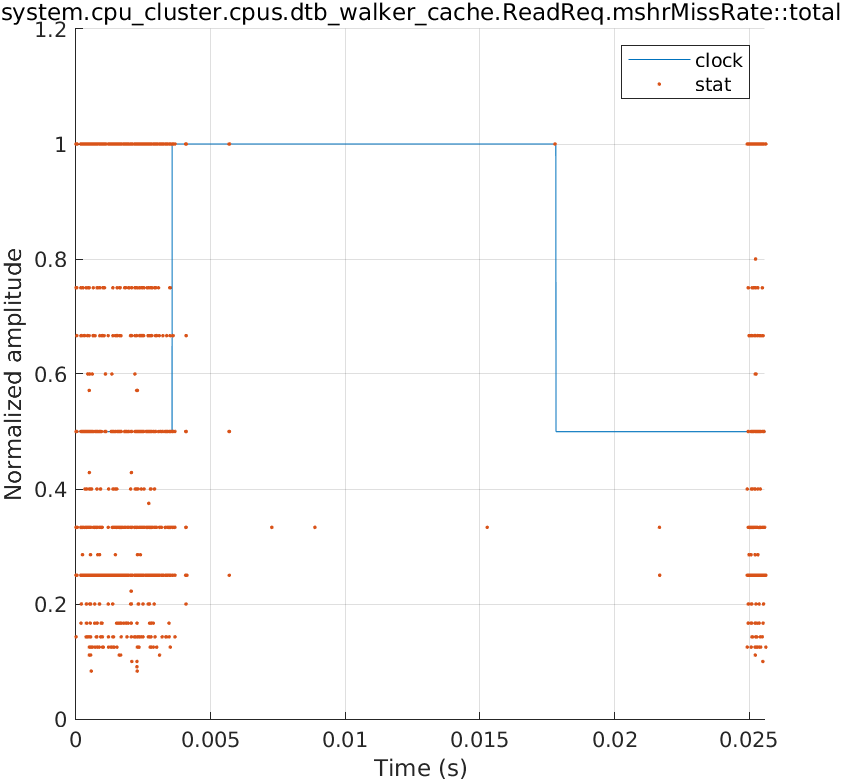 system.cpu_cluster.cpus.dtb_walker_cache.ReadReq.mshrMissRate::total
1.2
clock
stat
1
0.8
Normalized amplitude
0.6
0.4
0.2
0
0
0.005
0.01
0.015
0.02
0.025
Time (s)